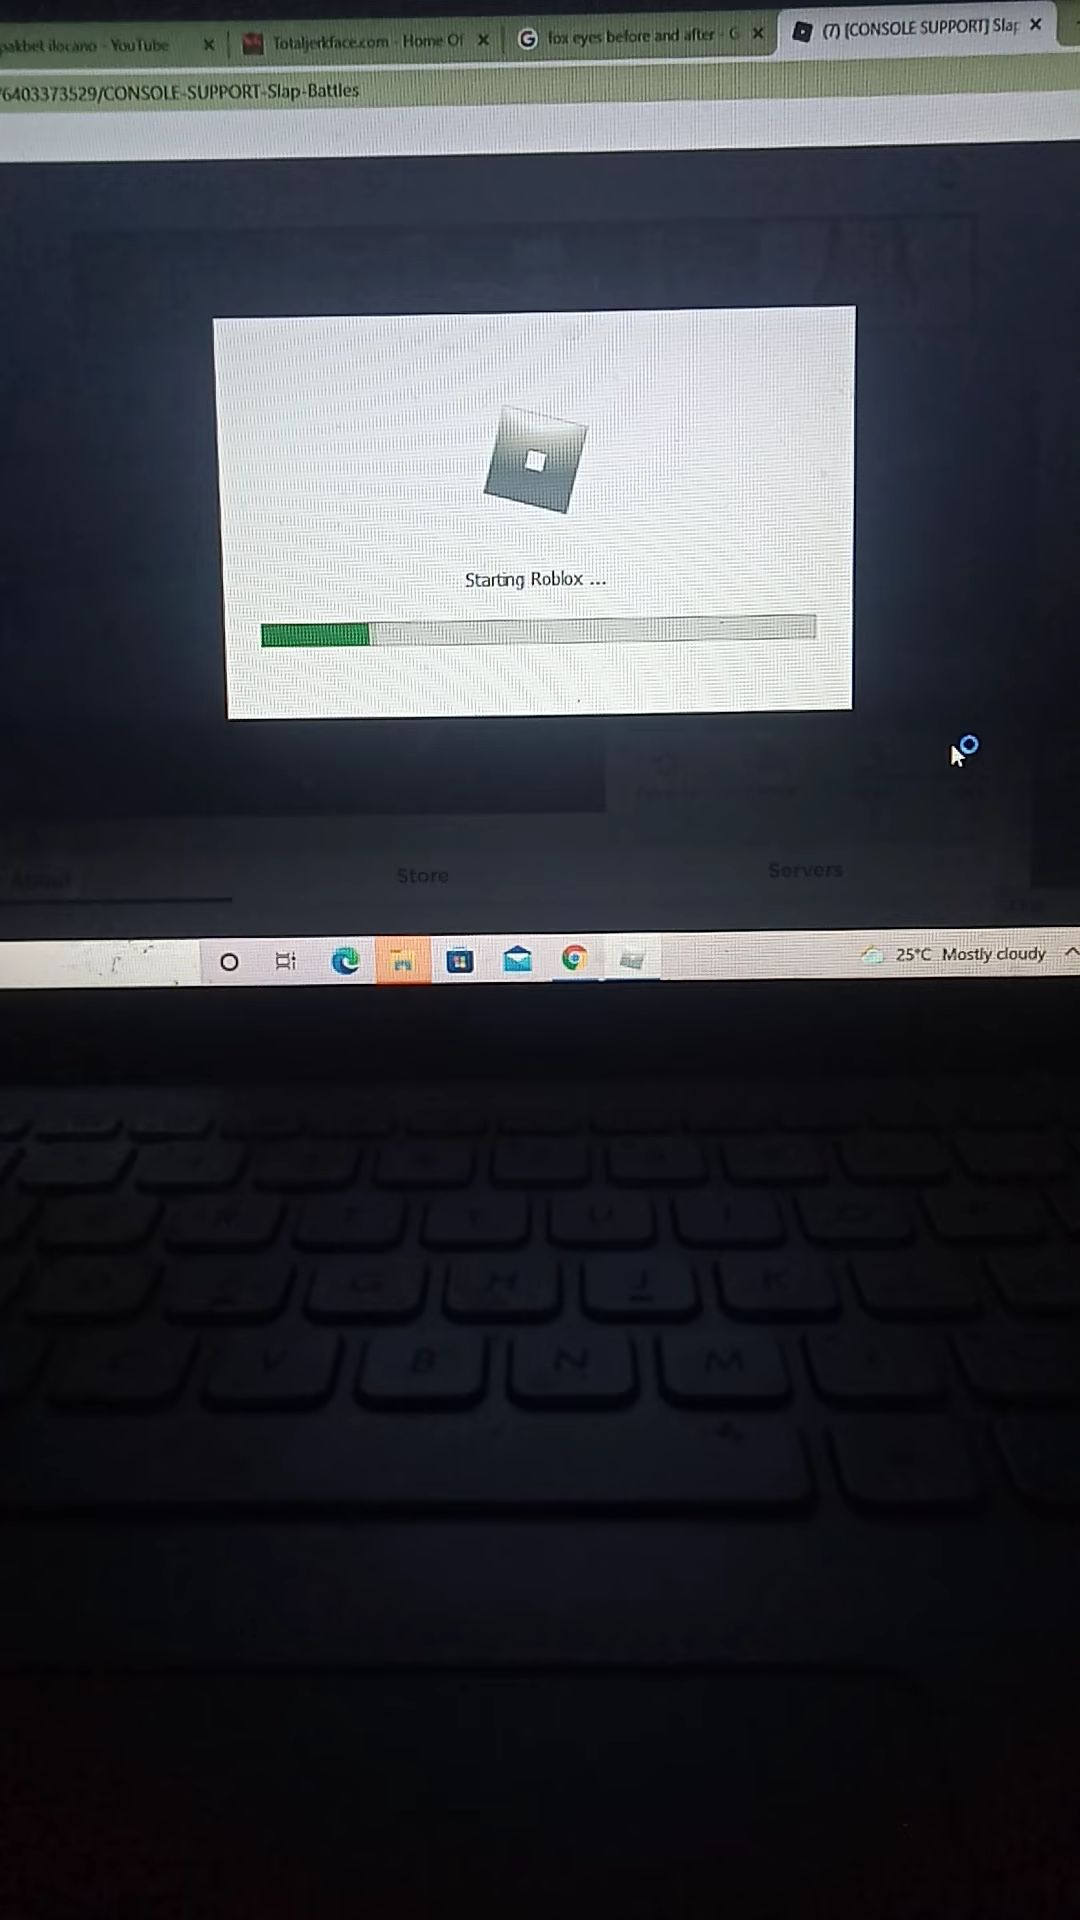 pakbet ilocano - YouTube
Totaljerkface.com - Home Of
fox eyes before and after - G
(7) [CONSOLE SUPPORT] Slap
6403373529/CONSOLE-SUPPORT-Slap-Battles
Starting Roblox ...
About
Store
Servers
25°C Mostly cloudy
U I
G H J K
C V B N M